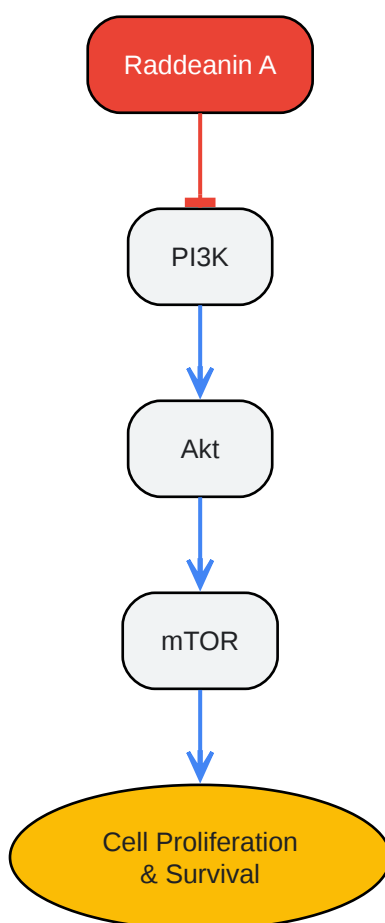 Raddeanin A
PI3K
Akt
mTOR
Cell Proliferation
& Survival